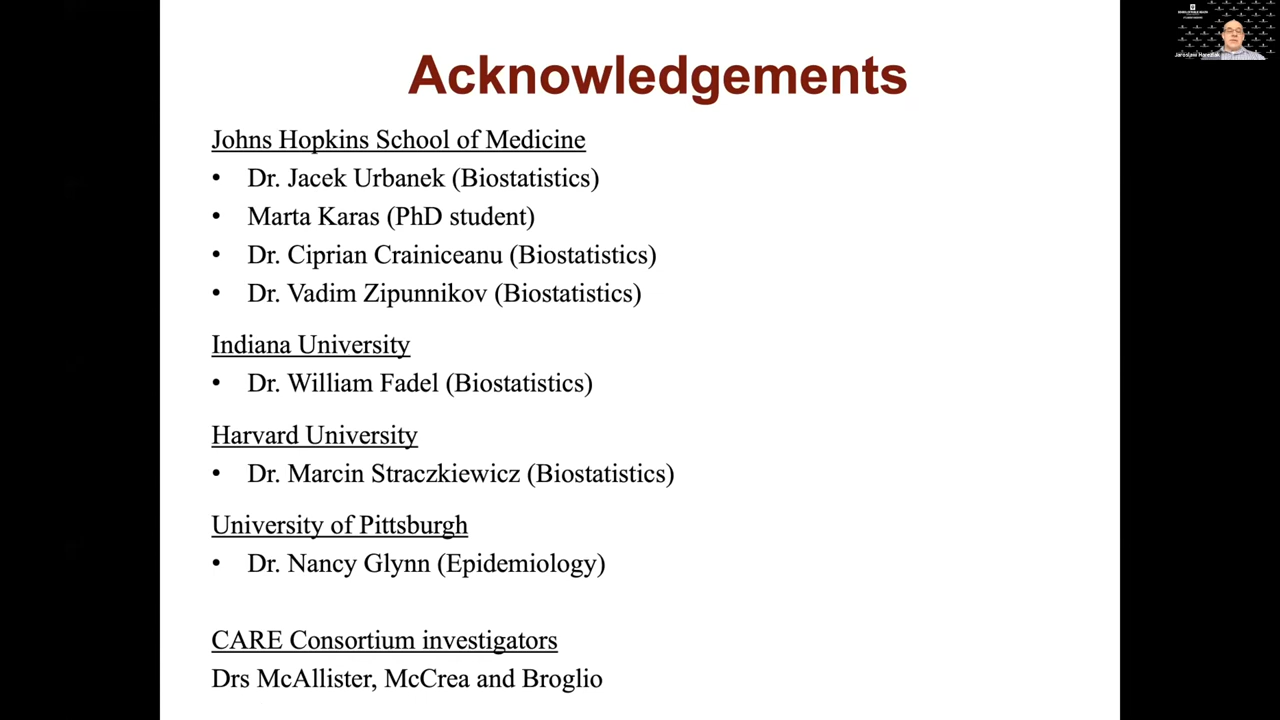 Acknowledgements
Johns Hopkins School of Medicine
• Dr. Jacek Urbanek (Biostatistics)
• Marta Karas (PhD student)
• Dr. Ciprian Crainiceanu (Biostatistics)
• Dr. Vadim Zipunnikov (Biostatistics)
Indiana University
• Dr. William Fadel (Biostatistics)
Harvard University
• Dr. Marcin Straczkiewicz (Biostatistics)
University of Pittsburgh
• Dr. Nancy Glynn (Epidemiology)
CARE Consortium investigators
Drs McAllister, McCrea and Broglio
Jaroslaw Harezlak